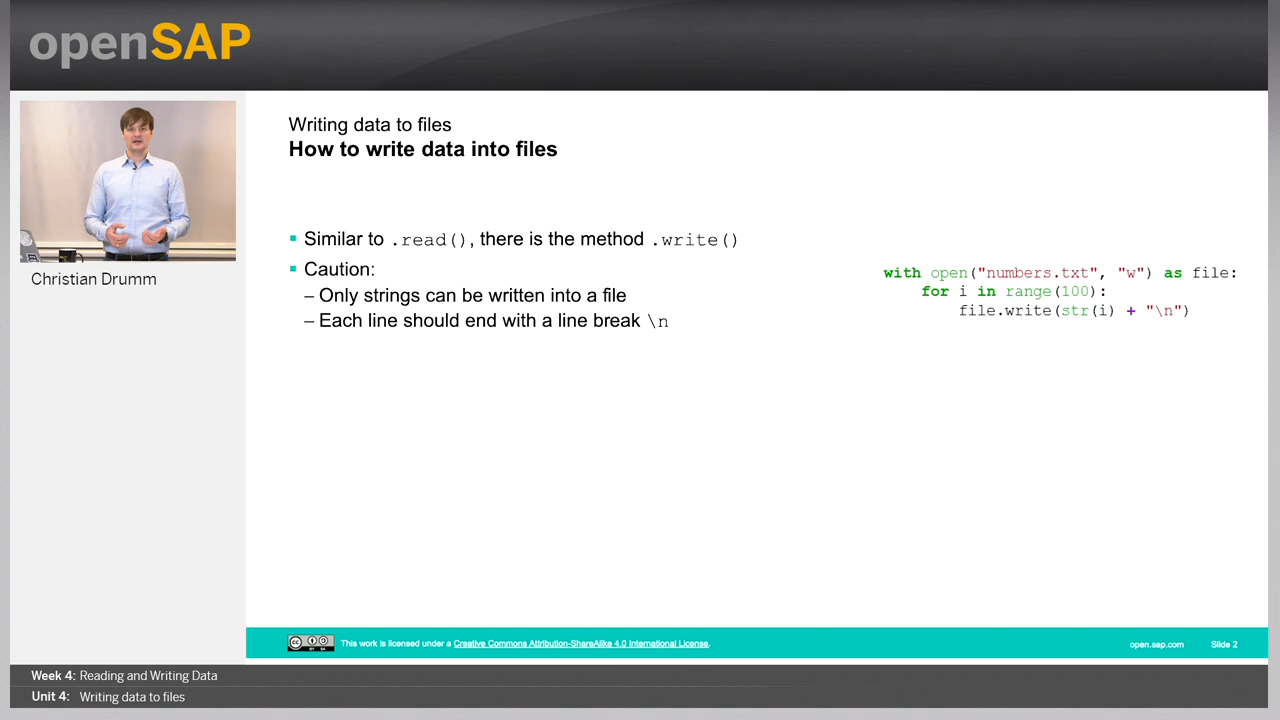 openSAP
Christian Drumm
Writing data to files
How to write data into files
Similar to .read(), there is the method .write()
Caution:
– Only strings can be written into a file
– Each line should end with a line break \n
with open("numbers.txt", "w") as file:
    for i in range(100):
        file.write(str(i) + "\n")
This work is licensed under a Creative Commons Attribution-ShareAlike 4.0 International License.
open.sap.com Slide 2
Week 4: Reading and Writing Data
Unit 4: Writing data to files